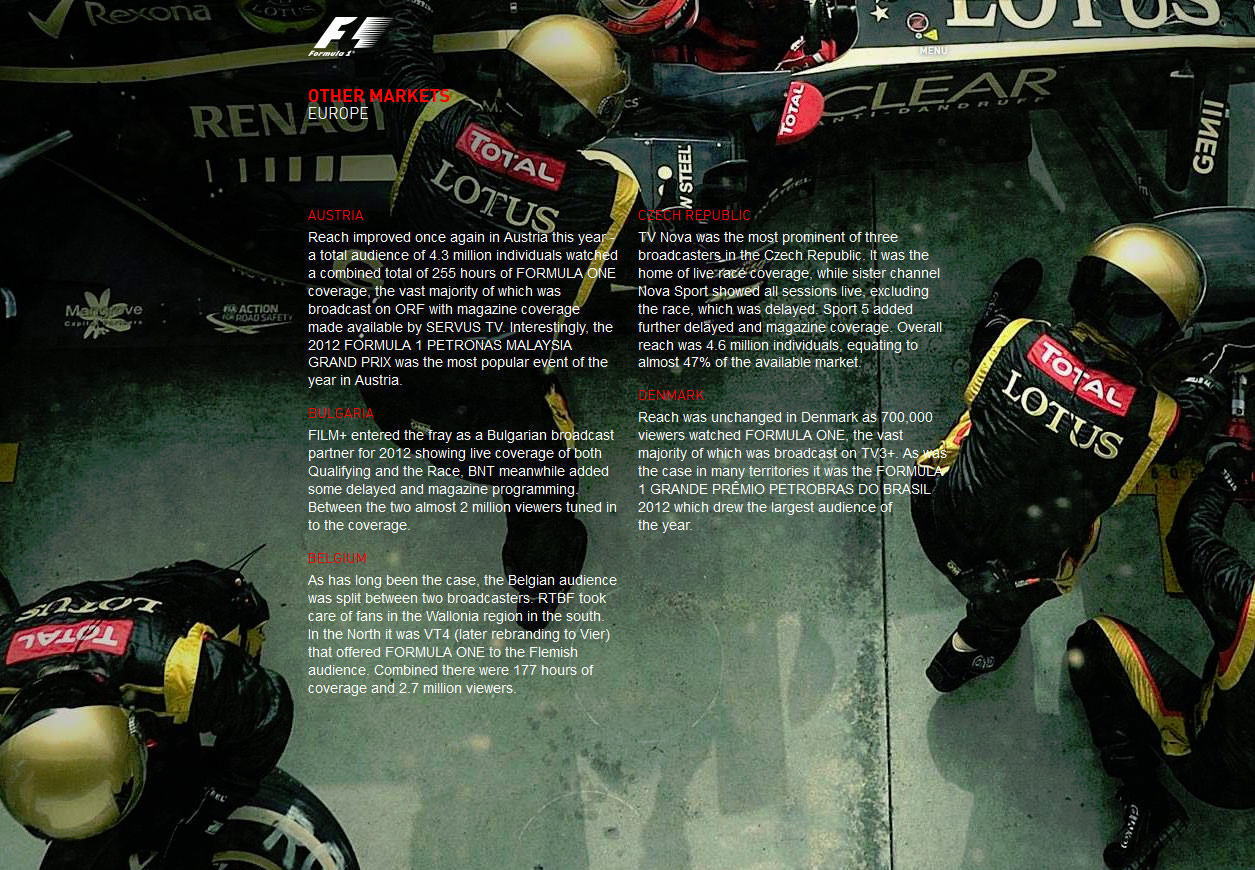 Rexona
LOTUS
LOTUS
F1
Formula 1
MENU
OTHER MARKETS
EUROPE
RENAULT
CLEAR
ANTI-DANDRUFF
TOTAL
GEMINI
TOTAL
LOTUS
STEEL
AUSTRIA
Reach improved once again in Austria this year -
a total audience of 4.3 million individuals watched
a combined total of 255 hours of FORMULA ONE
coverage, the vast majority of which was
broadcast on ORF with magazine coverage
made available by SERVUS TV. Interestingly, the
2012 FORMULA 1 PETRONAS MALAYSIA
GRAND PRIX was the most popular event of the
year in Austria.
BULGARIA
FILM+ entered the fray as a Bulgarian broadcast
partner for 2012 showing live coverage of both
Qualifying and the Race, BNT meanwhile added
some delayed and magazine programming.
Between the two almost 2 million viewers tuned in
to the coverage.
BELGIUM
As has long been the case, the Belgian audience
was split between two broadcasters. RTBF took
care of fans in the Wallonia region in the south.
In the North it was VT4 (later rebranding to Vier)
that offered FORMULA ONE to the Flemish
audience. Combined there were 177 hours of
coverage and 2.7 million viewers.
CZECH REPUBLIC
TV Nova was the most prominent of three
broadcasters in the Czech Republic. It was the
home of live race coverage, while sister channel
Nova Sport showed all sessions live, excluding
the race, which was delayed. Sport 5 added
further delayed and magazine coverage. Overall
reach was 4.6 million individuals, equating to
almost 47% of the available market.
DENMARK
Reach was unchanged in Denmark as 700,000
viewers watched FORMULA ONE, the vast
majority of which was broadcast on TV3+. As was
the case in many territories it was the FORMULA
1 GRANDE PRÊMIO PETROBRAS DO BRASIL
2012 which drew the largest audience of
the year.
Mangrove
Capital Partners
FIA ACTION
FOR ROAD SAFETY
TOTAL
LOTUS
LOTUS
TOTAL